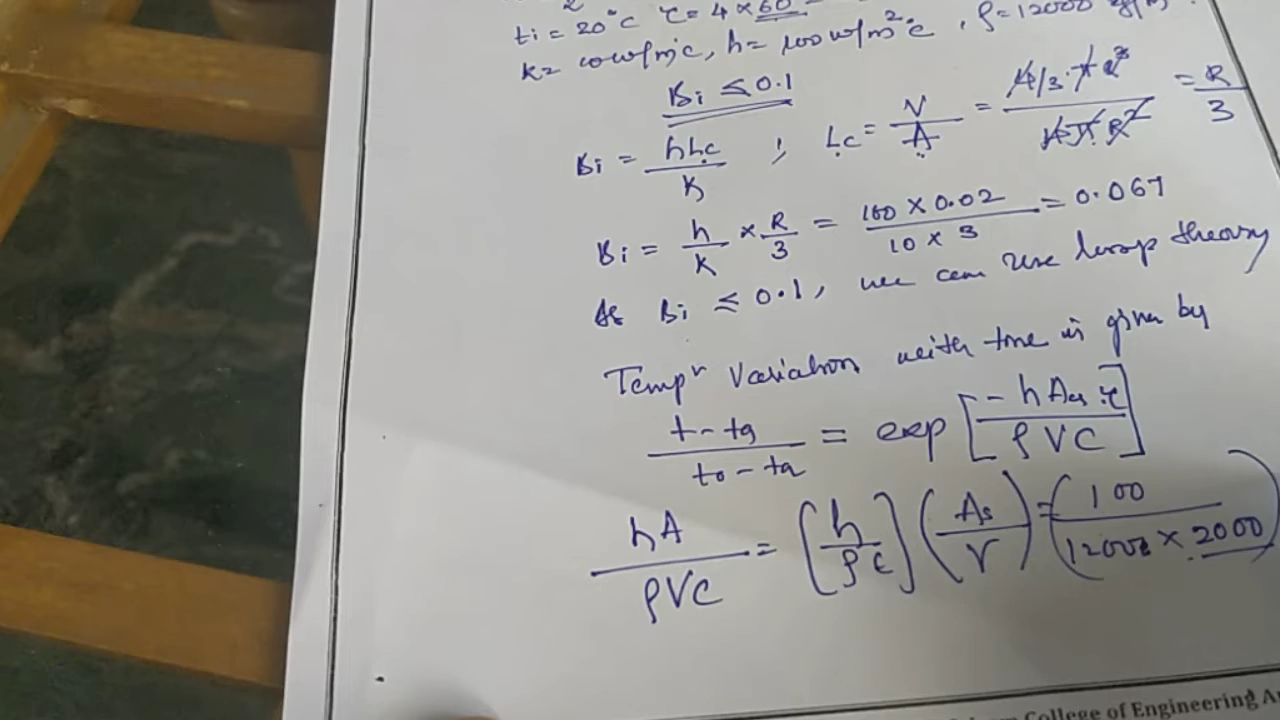 ti = 20°C τ = 4 × 60
k = 10 w/m°c, h = 100 w/m²°c, ρ = 12000
Bi ≤ 0.1
Bi = hLc/k ; Lc = V/A = 4/3 π R³ / 4πR² = R/3
Bi = h/k × R/3 = 100 × 0.02 / 10 × 3 = 0.067
As Bi ≤ 0.1, we can use lump theory
Tempr Variation with time is given by
t - ta / to - ta = exp [-hAs τ / ρVC]
hA / ρVC = [h / ρC] (As / V) = (100 / 12000 × 2000)
College of Engineering